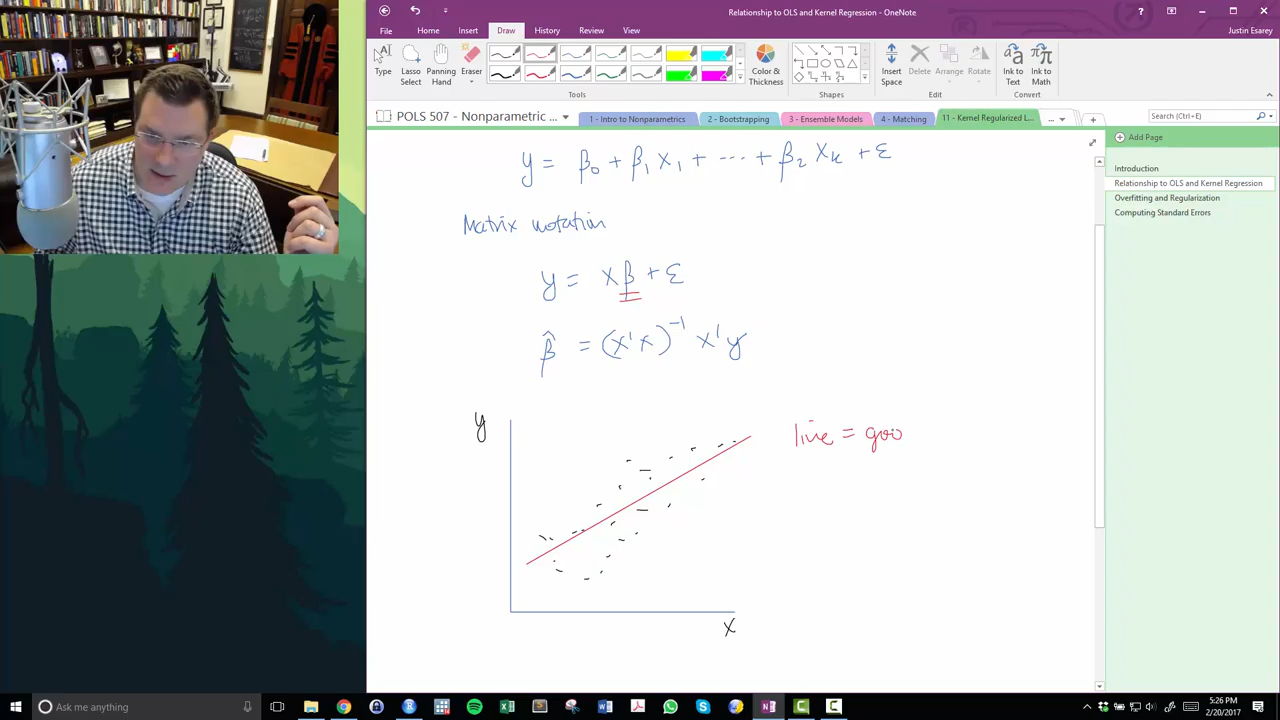 Relationship to OLS and Kernel Regression - OneNote
?
File Home Insert Draw History Review View
Justin Esarey
Type
Lasso Select
Panning Hand
Eraser
Color & Thickness
Insert Space
Delete
Arrange
Rotate
Ink to Text
Ink to Math
Tools Shapes Edit Convert
POLS 507 - Nonparametric ...
1 - Intro to Nonparametrics
2 - Bootstrapping
3 - Ensemble Models
4 - Matching
11 - Kernel Regularized L...
Search (Ctrl+E)
Add Page
Introduction
Relationship to OLS and Kernel Regression
Overfitting and Regularization
Computing Standard Errors
y = β₀ + β₁ x₁ + ··· + β₂ xₖ + ε
Matrix notation
y = xβ + ε
β̂ = (x'x)⁻¹ x'y
y
line = goo
x
Ask me anything
5:26 PM
2/20/2017